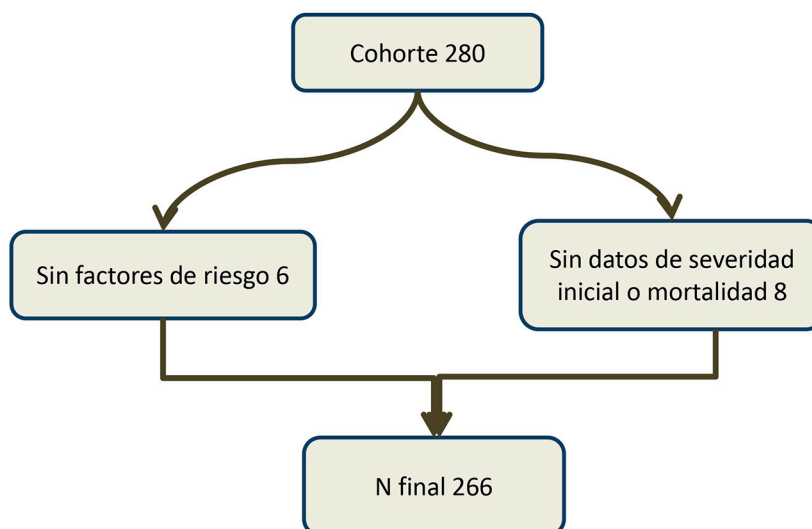 Cohorte 280
Sin factores de riesgo 6
Sin datos de severidad
inicial o mortalidad 8
N final 266